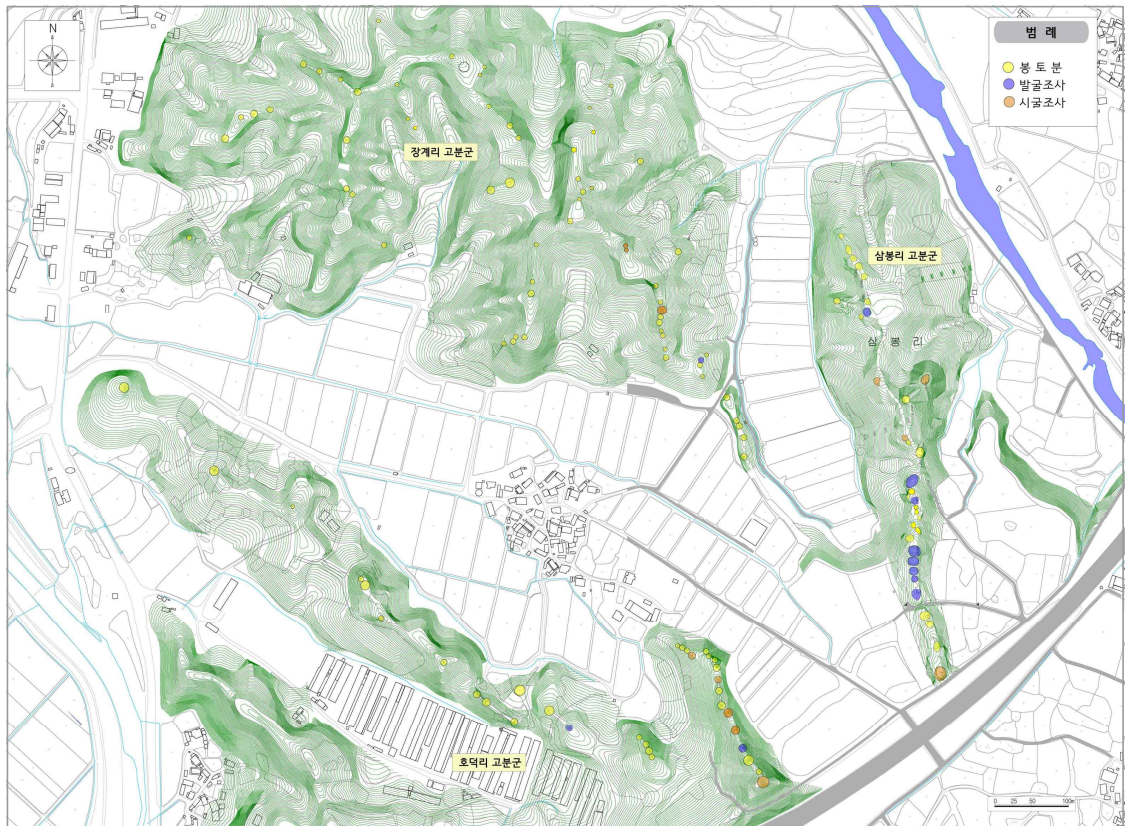 N
범 례
봉 토 분
발굴조사
시굴조사
장계리 고분군
삼봉리 고분군
삼 봉 리
호덕리 고분군
0 25 50 100m